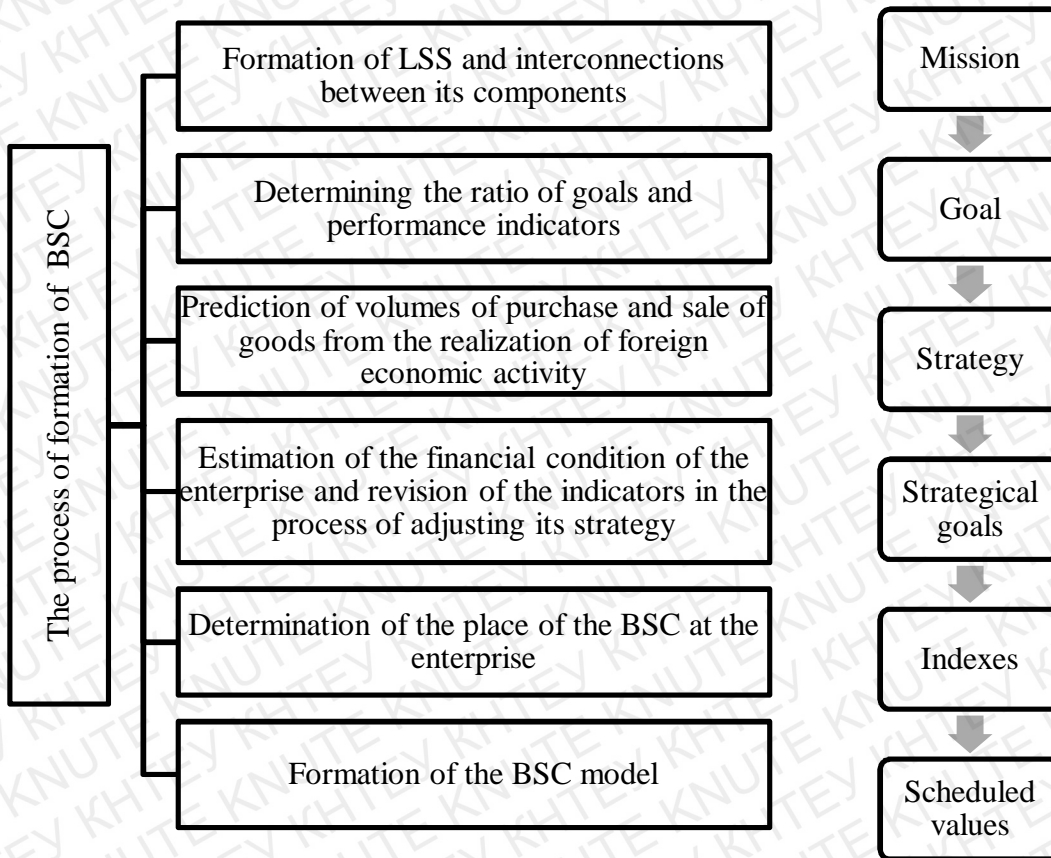 The process of formation of BSC
Formation of LSS and interconnections
between its components
Determining the ratio of goals and
performance indicators
Prediction of volumes of purchase and sale of
goods from the realization of foreign
economic activity
Estimation of the financial condition of the
enterprise and revision of the indicators in the
process of adjusting its strategy
Determination of the place of the BSC at the
enterprise
Formation of the BSC model
Mission
Goal
Strategy
Strategical
goals
Indexes
Scheduled
values